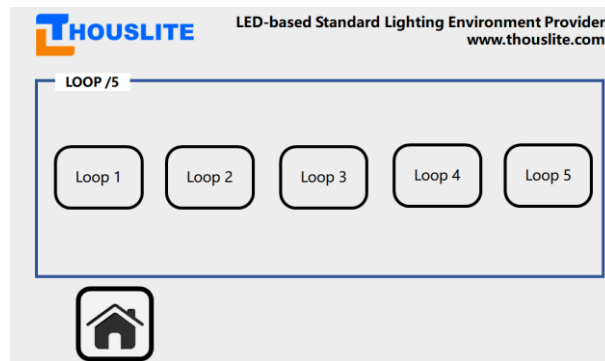 THOUSLITE
LED-based Standard Lighting Environment Provider
www.thouslite.com
LOOP /5
Loop 1
Loop 2
Loop 3
Loop 4
Loop 5